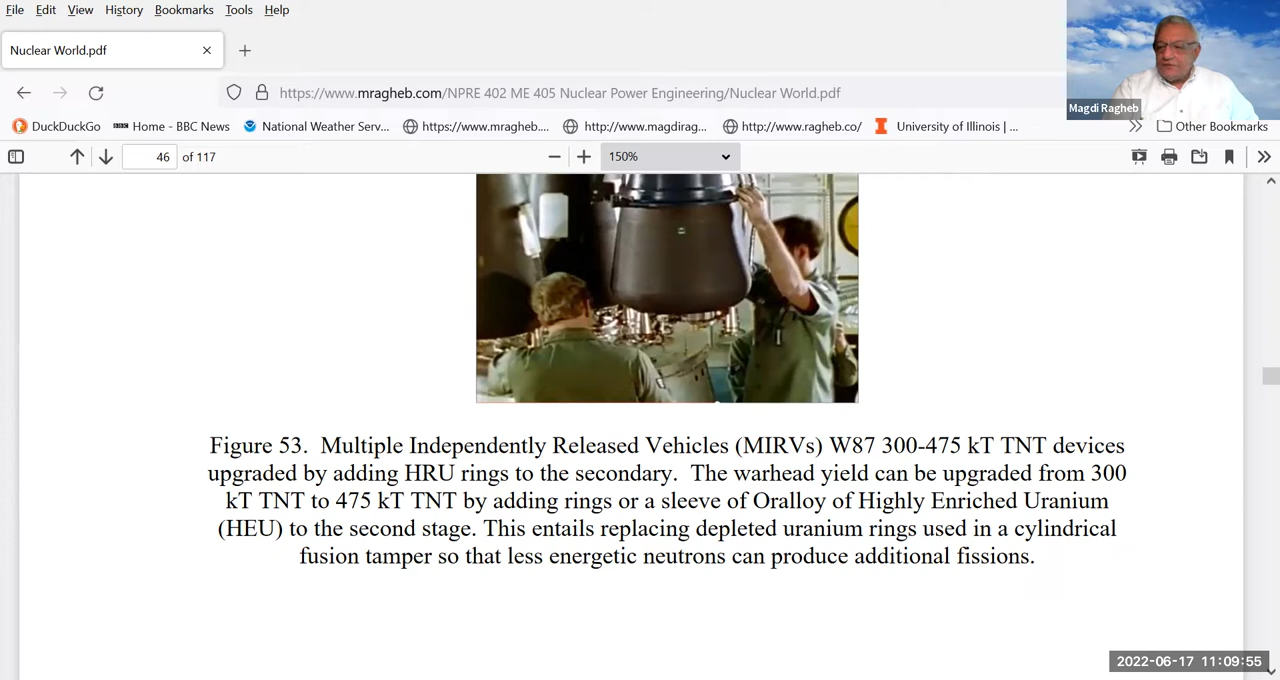 File Edit View History Bookmarks Tools Help
Nuclear World.pdf
https://www.mragheb.com/NPRE 402 ME 405 Nuclear Power Engineering/Nuclear World.pdf
Magdi Ragheb
DuckDuckGo BBC Home - BBC News National Weather Serv... https://www.mragheb.... http://www.magdirag... http://www.ragheb.co/ University of Illinois | ... Other Bookmarks
46 of 117 150%
Figure 53. Multiple Independently Released Vehicles (MIRVs) W87 300-475 kT TNT devices
upgraded by adding HRU rings to the secondary. The warhead yield can be upgraded from 300
kT TNT to 475 kT TNT by adding rings or a sleeve of Oralloy of Highly Enriched Uranium
(HEU) to the second stage. This entails replacing depleted uranium rings used in a cylindrical
fusion tamper so that less energetic neutrons can produce additional fissions.
2022-06-17 11:09:55